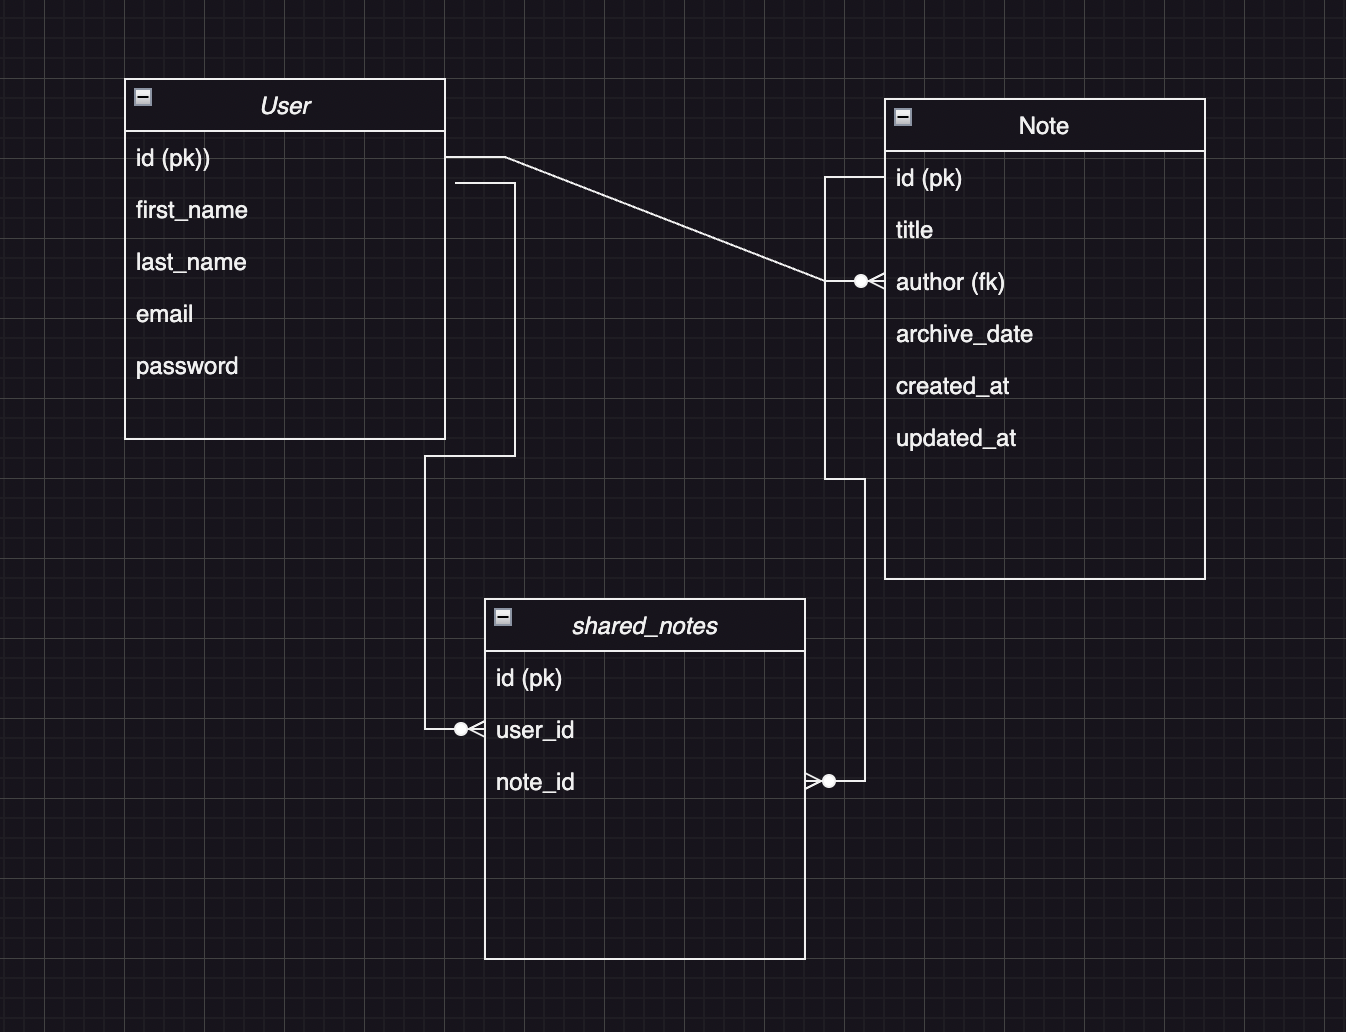 User
id (pk))
first_name
last_name
email
password
Note
id (pk)
title
author (fk)
archive_date
created_at
updated_at
shared_notes
id (pk)
user_id
note_id